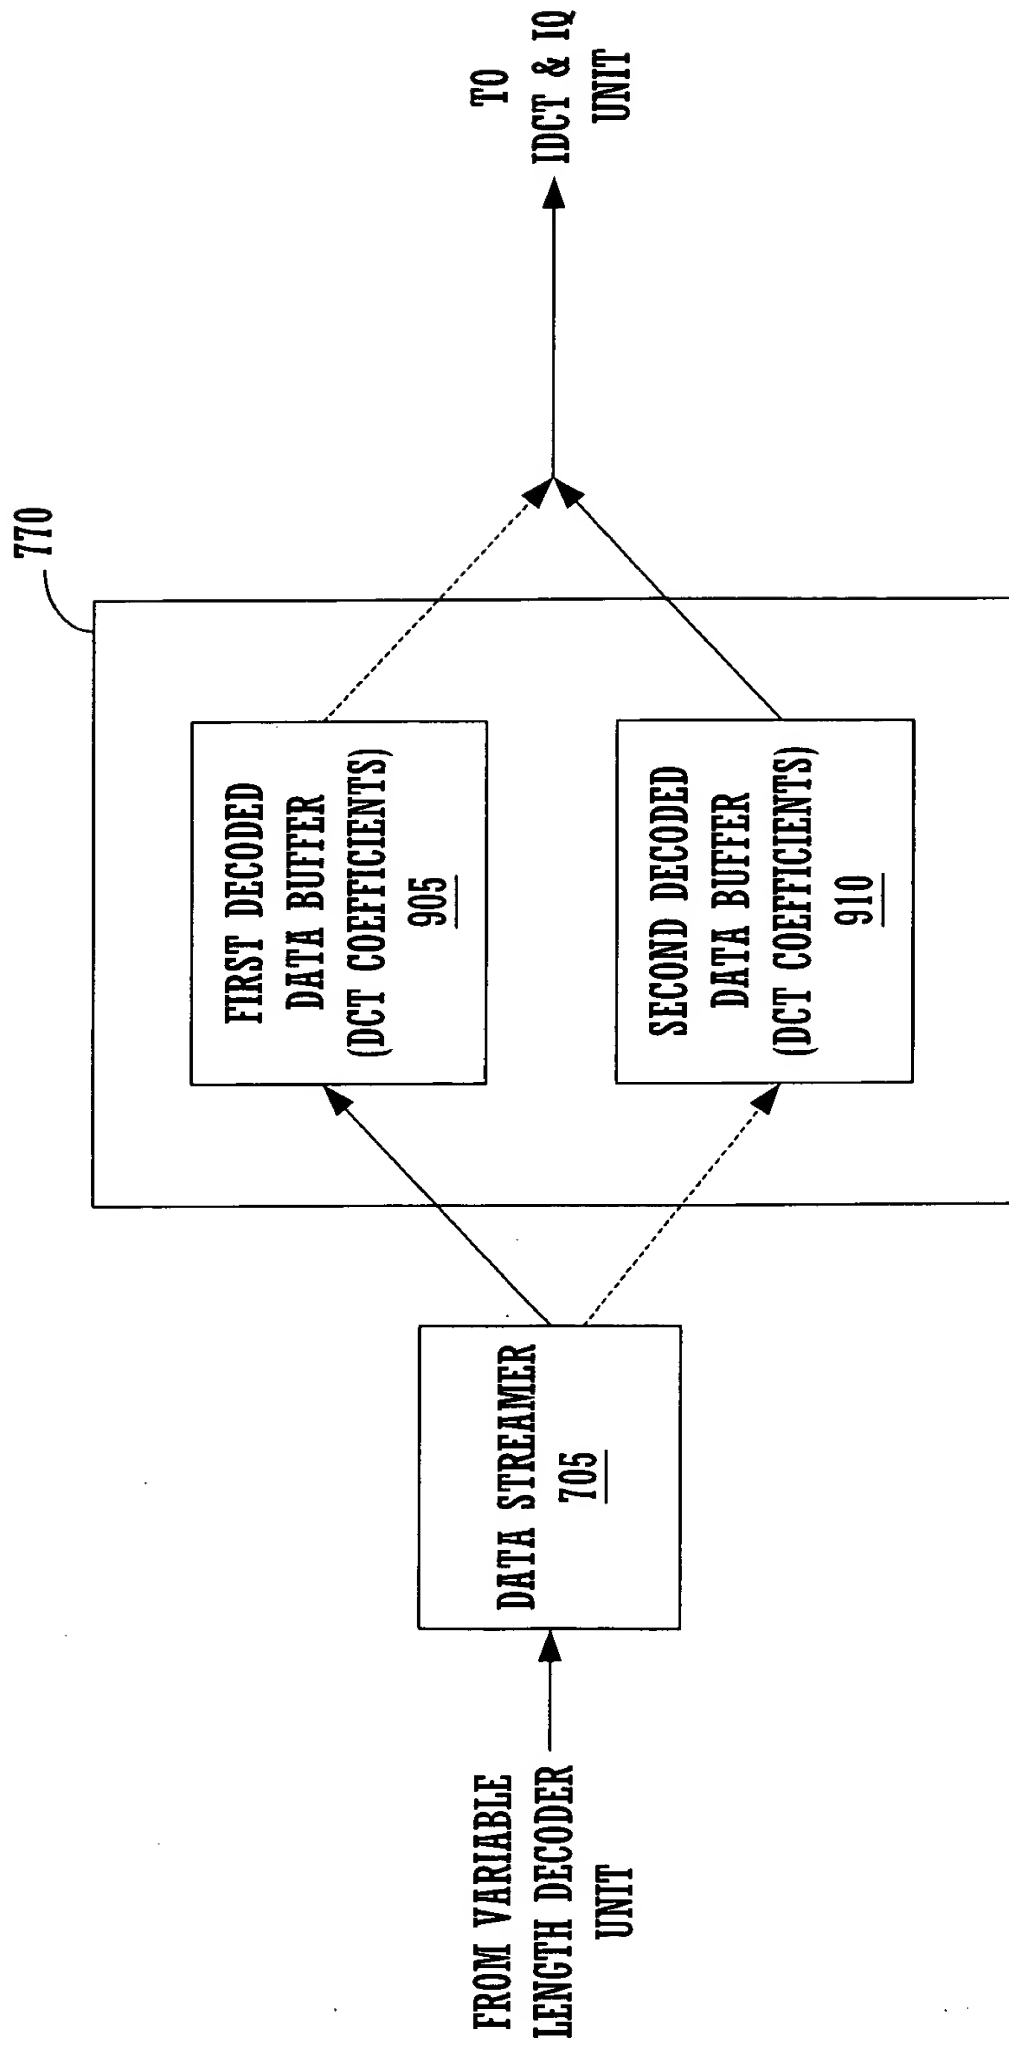 770
FROM VARIABLE
LENGTH DECODER
UNIT
DATA STREAMER
705
FIRST DECODED
DATA BUFFER
(DCT COEFFICIENTS)
905
SECOND DECODED
DATA BUFFER
(DCT COEFFICIENTS)
910
TO
IDCT & IQ
UNIT